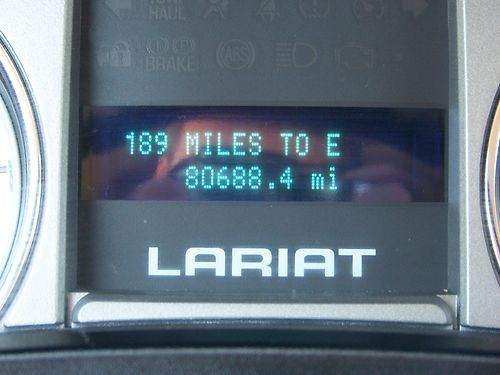 HAUL
BRAKE
(ABS)
189 MILES TO E
80688.4 mi
LARIAT